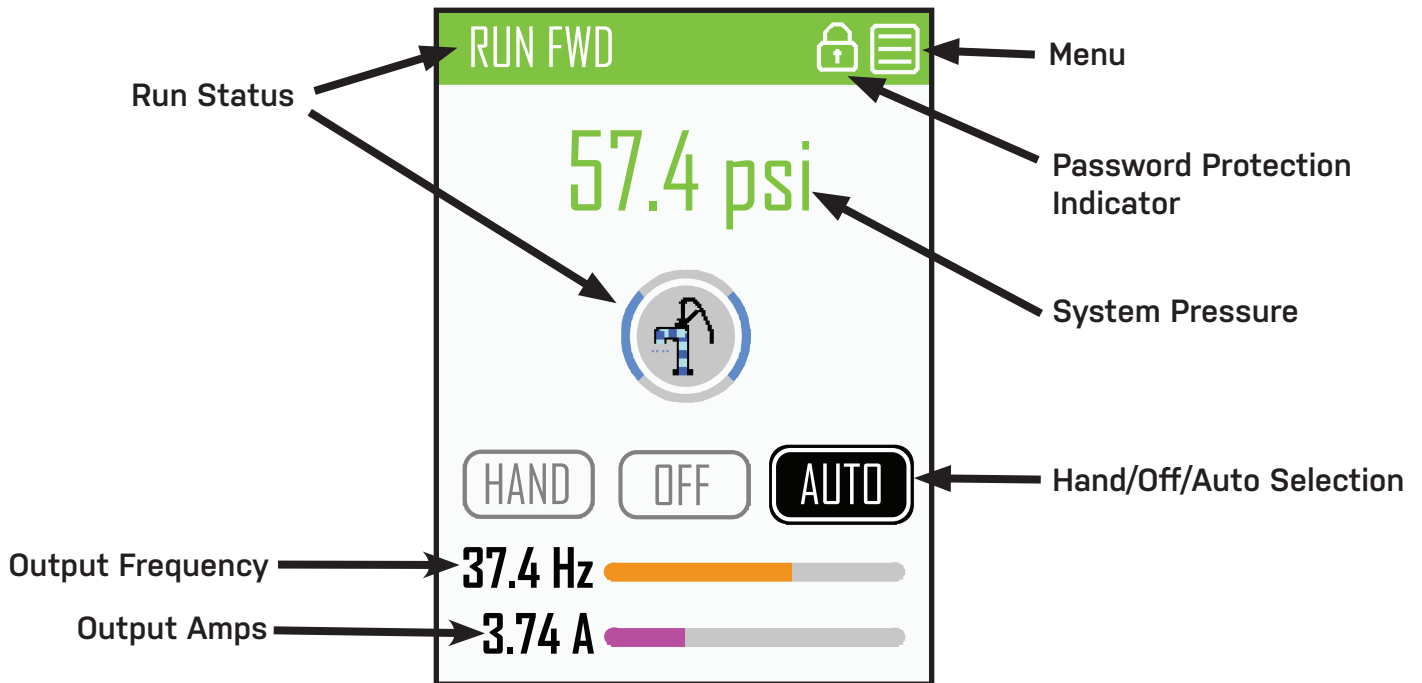 RUN FWD
Menu
Run Status
57.4 psi
Password Protection
Indicator
System Pressure
HAND
OFF
AUTO
Hand/Off/Auto Selection
Output Frequency
37.4 Hz
Output Amps
3.74 A